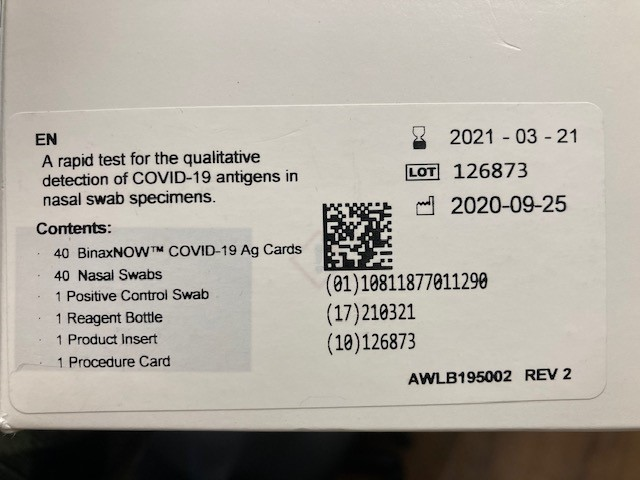 EN
A rapid test for the qualitative
detection of COVID-19 antigens in
nasal swab specimens.
Contents:
· 40 BinaxNOW™ COVID-19 Ag Cards
· 40 Nasal Swabs
· 1 Positive Control Swab
· 1 Reagent Bottle
· 1 Product Insert
· 1 Procedure Card
2021 - 03 - 21
LOT 126873
2020-09-25
(01)10811877011290
(17)210321
(10)126873
AWLB195002 REV 2